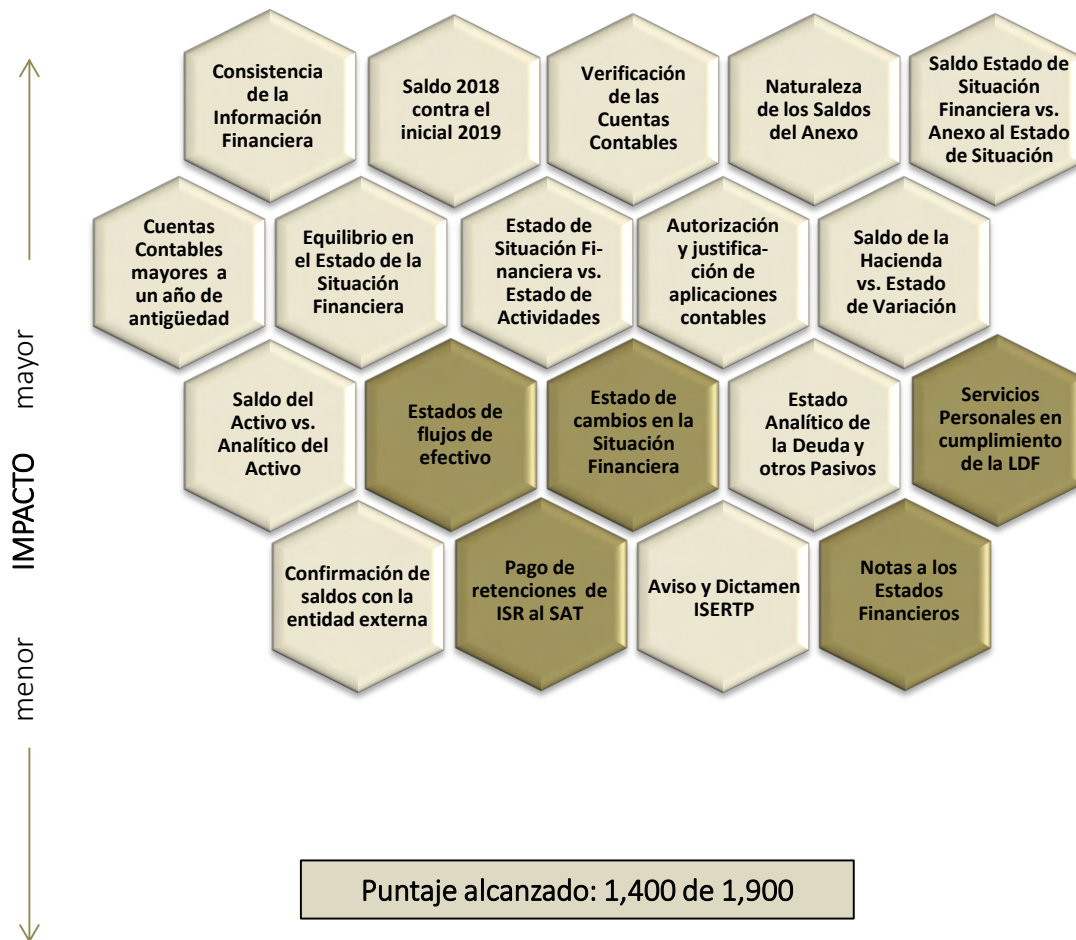 Consistencia
de la
Información
Financiera
Saldo 2018
contra el
inicial 2019
Verificación
de las
Cuentas
Contables
Naturaleza
de los Saldos
del Anexo
Saldo Estado de
Situación
Financiera vs.
Anexo al Estado
de Situación
Cuentas
Contables
mayores a
un año de
antigüedad
Equilibrio en
el Estado de la
Situación
Financiera
Estado de
Situación Fi-
nanciera vs.
Estado de
Actividades
Autorización
y justifica-
ción de
aplicaciones
contables
Saldo de la
Hacienda
vs. Estado
de Variación
Saldo del
Activo vs.
Analítico del
Activo
Estados de
flujos de
efectivo
Estado de
cambios en la
Situación
Financiera
Estado
Analítico de
la Deuda y
otros Pasivos
Servicios
Personales en
cumplimiento
de la LDF
Confirmación de
saldos con la
entidad externa
Pago de
retenciones de
ISR al SAT
Aviso y Dictamen
ISERTP
Notas a los
Estados
Financieros
menor IMPACTO mayor
Puntaje alcanzado: 1,400 de 1,900